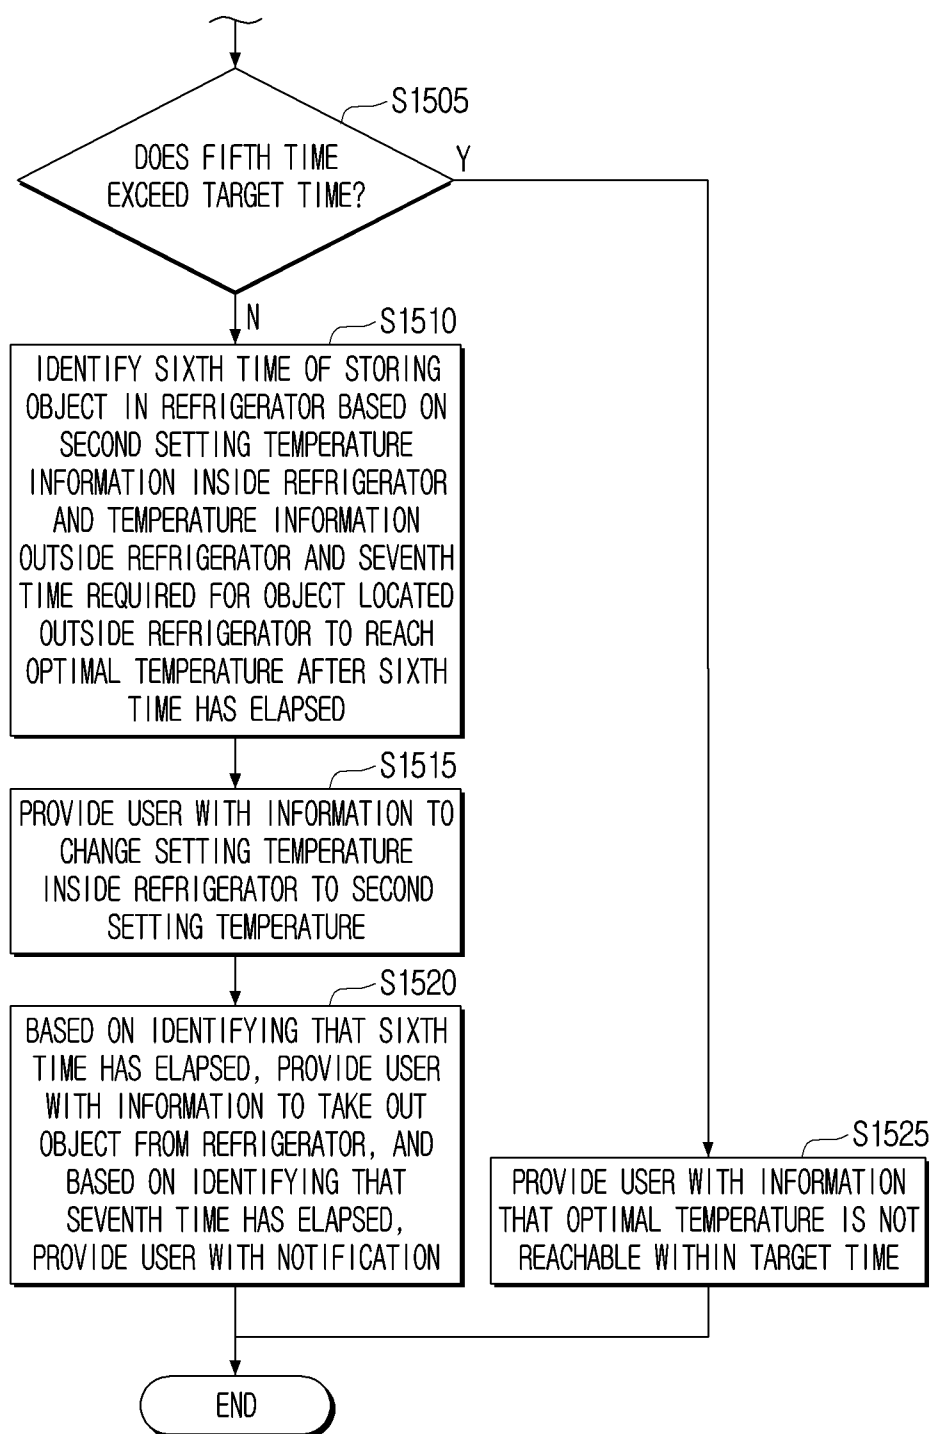 S1505
DOES FIFTH TIME
EXCEED TARGET TIME?
Y
N
S1510
IDENTIFY SIXTH TIME OF STORING
OBJECT IN REFRIGERATOR BASED ON
SECOND SETTING TEMPERATURE
INFORMATION INSIDE REFRIGERATOR
AND TEMPERATURE INFORMATION
OUTSIDE REFRIGERATOR AND SEVENTH
TIME REQUIRED FOR OBJECT LOCATED
OUTSIDE REFRIGERATOR TO REACH
OPTIMAL TEMPERATURE AFTER SIXTH
TIME HAS ELAPSED
S1515
PROVIDE USER WITH INFORMATION TO
CHANGE SETTING TEMPERATURE
INSIDE REFRIGERATOR TO SECOND
SETTING TEMPERATURE
S1520
BASED ON IDENTIFYING THAT SIXTH
TIME HAS ELAPSED, PROVIDE USER
WITH INFORMATION TO TAKE OUT
OBJECT FROM REFRIGERATOR, AND
BASED ON IDENTIFYING THAT
SEVENTH TIME HAS ELAPSED,
PROVIDE USER WITH NOTIFICATION
S1525
PROVIDE USER WITH INFORMATION
THAT OPTIMAL TEMPERATURE IS NOT
REACHABLE WITHIN TARGET TIME
END